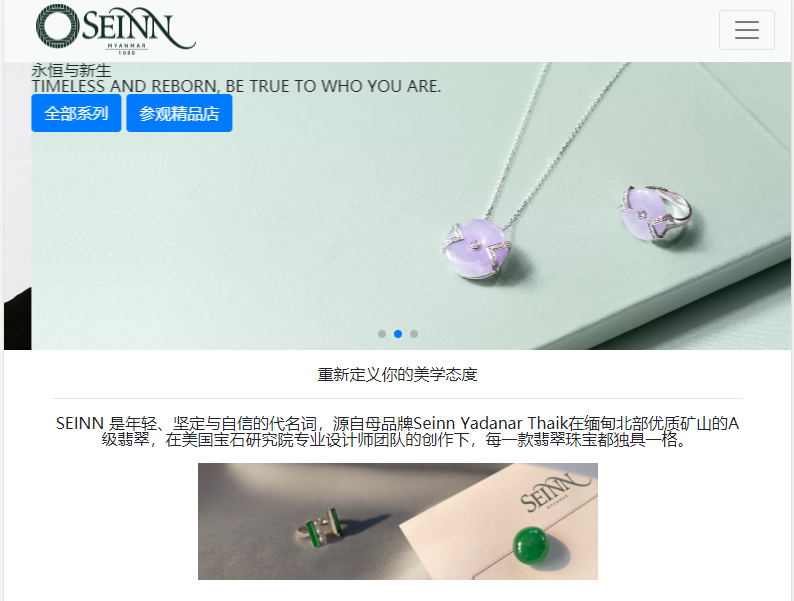 SEINN
MYANMAR
1986
永恒与新生
TIMELESS AND REBORN, BE TRUE TO WHO YOU ARE.
全部系列 参观精品店
重新定义你的美学态度
SEINN 是年轻、坚定与自信的代名词，源自母品牌Seinn Yadanar Thaik在缅甸北部优质矿山的A
级翡翠，在美国宝石研究院专业设计师团队的创作下，每一款翡翠珠宝都独具一格。
SEINN
MYANMAR